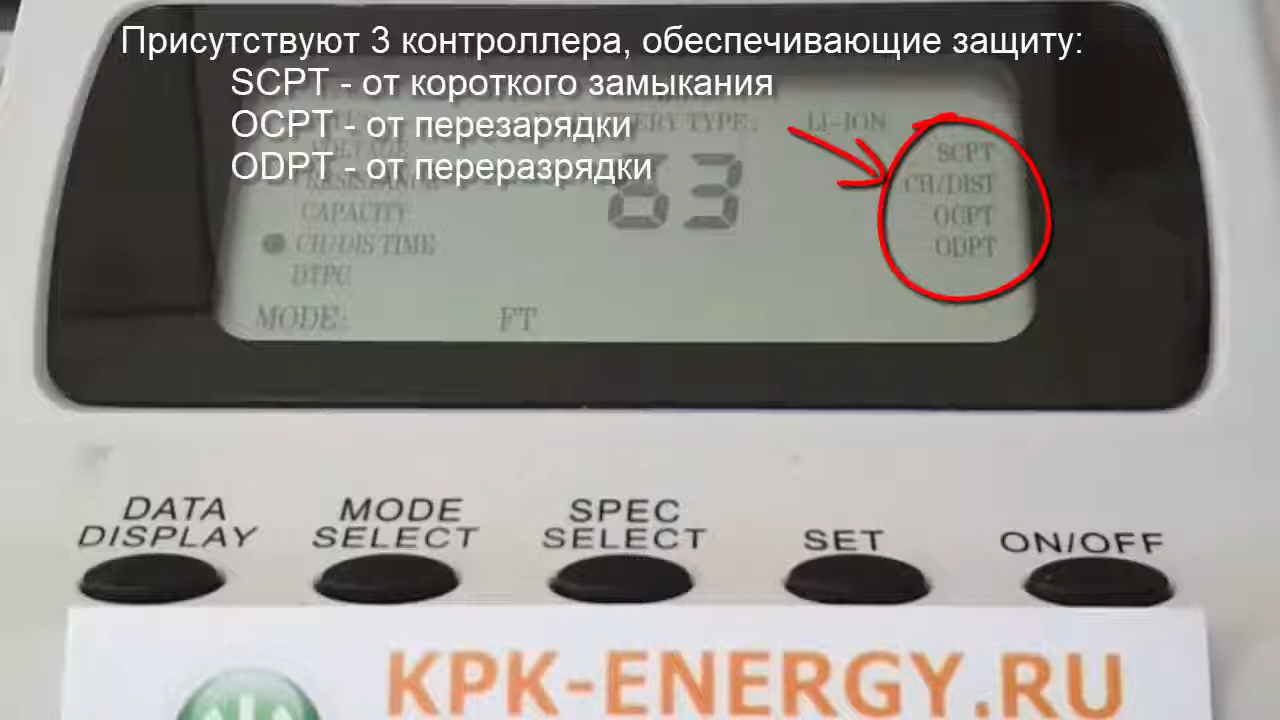 Присутствуют 3 контроллера, обеспечивающие защиту:
SCPT - от короткого замыкания
OCPT - от перезарядки
ODPT - от переразрядки
TYPE: LI-ION
SCPT
CH/DIST
OCPT
ODPT
63
CAPACITY
CH/DIS TIME
DTPC
MODE: FT
DATA DISPLAY
MODE SELECT
SPEC SELECT
SET
ON/OFF
KPK-ENERGY.RU